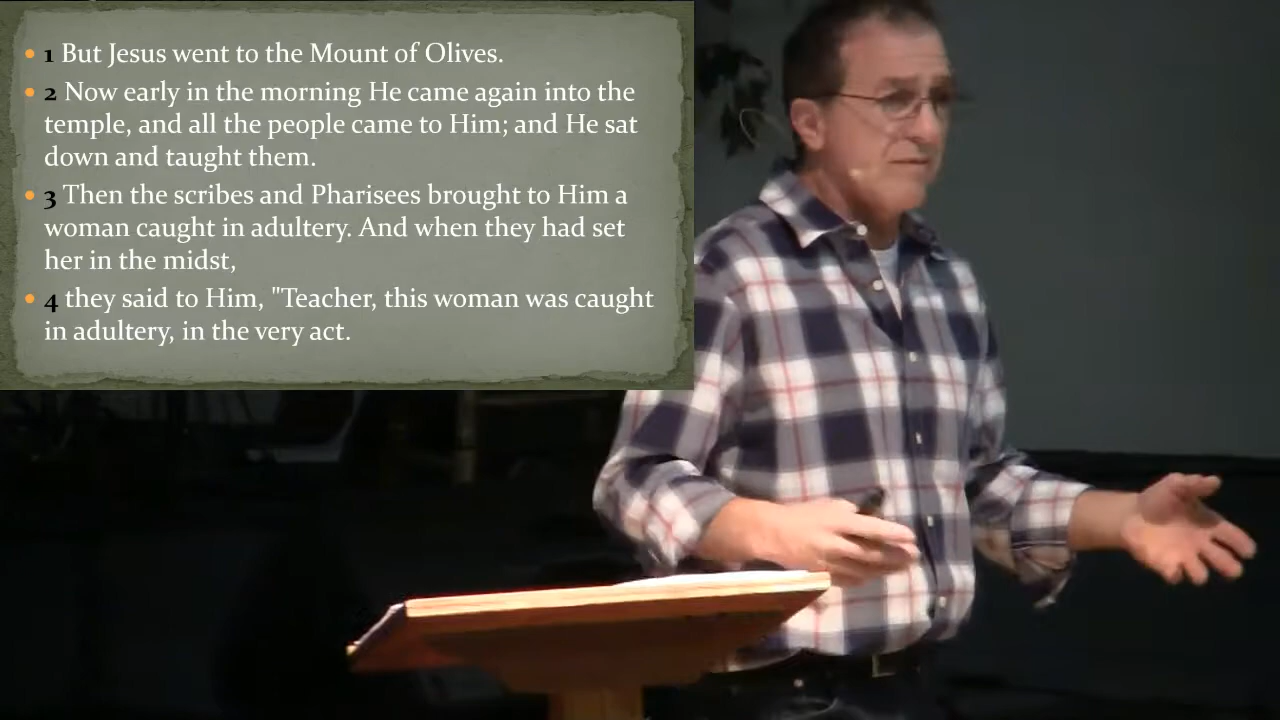 • 1 But Jesus went to the Mount of Olives.
• 2 Now early in the morning He came again into the
temple, and all the people came to Him; and He sat
down and taught them.
• 3 Then the scribes and Pharisees brought to Him a
woman caught in adultery. And when they had set
her in the midst,
• 4 they said to Him, "Teacher, this woman was caught
in adultery, in the very act.